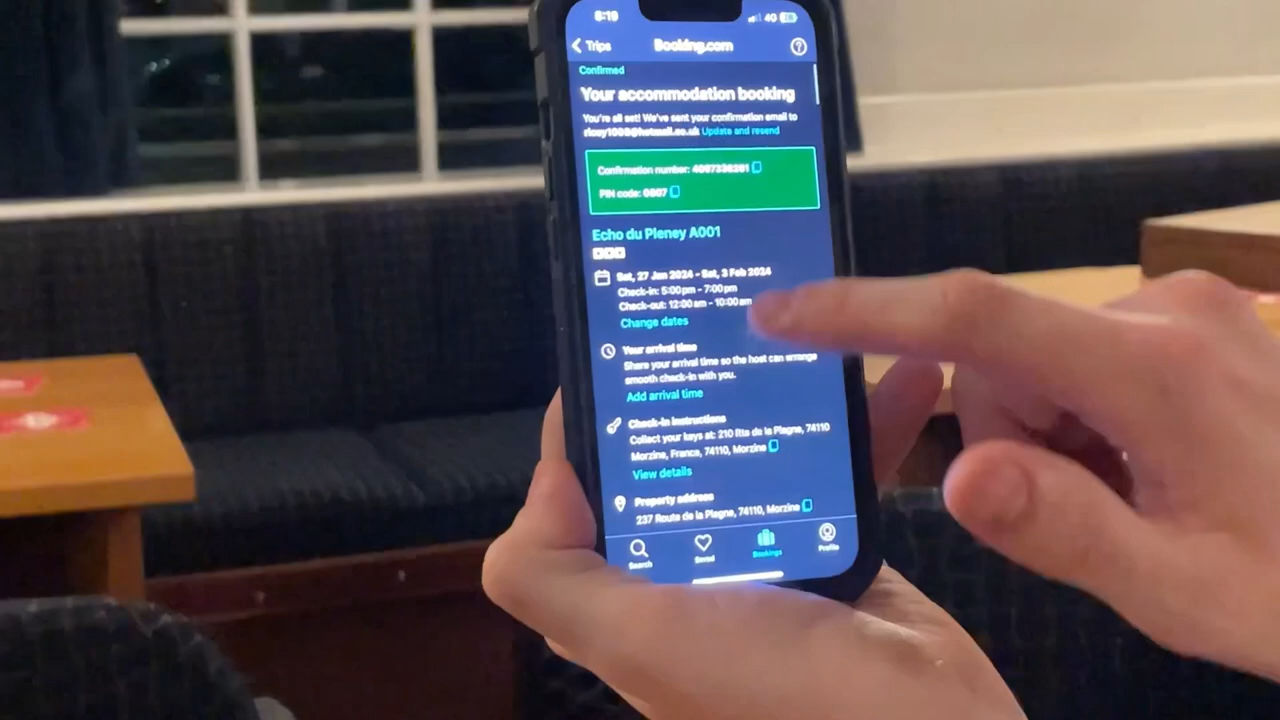 8:19
4G
Trips
Booking.com
Confirmed
Your accommodation booking
You're all set! We've sent your confirmation email to
Update and resend
Confirmation number:
PIN code: 0807
Echo du Pleney A001
Sat, 27 Jan 2024 - Sat, 3 Feb 2024
Check-in: 5:00 pm - 7:00 pm
Check-out: 12:00 am - 10:00 am
Change dates
Your arrival time
Share your arrival time so the host can arrange
smooth check-in with you.
Add arrival time
Check-in instructions
Collect your keys at: 210 Rte de la Plagne, 74110
Morzine, France, 74110, Morzine
View details
Property address
237 Route de la Plagne, 74110, Morzine
Search
Saved
Bookings
Profile